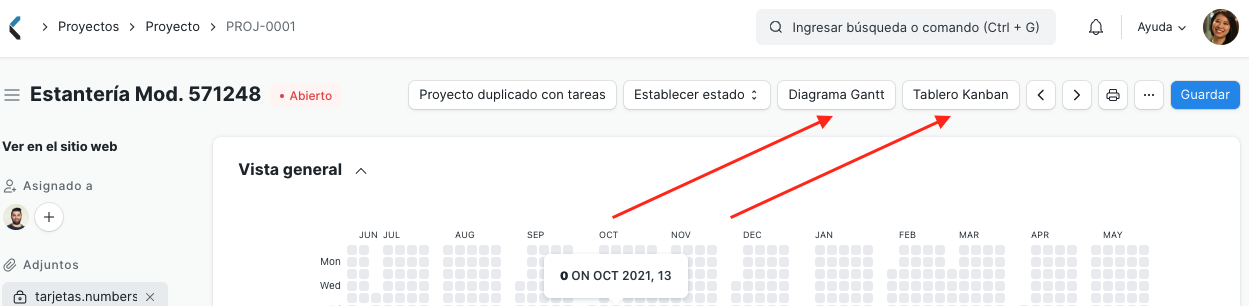 Proyectos
Proyecto
PROJ-0001
Ingresar búsqueda o comando (Ctrl + G)
Ayuda
Estantería Mod. 571248
Abierto
Proyecto duplicado con tareas
Establecer estado
Diagrama Gantt
Tablero Kanban
...
Guardar
Ver en el sitio web
Vista general
Asignado a
JUN JUL AUG SEP OCT NOV DEC JAN FEB MAR APR MAY
Mon
Wed
Adjuntos
0 ON OCT 2021, 13
tarjetas.numbers